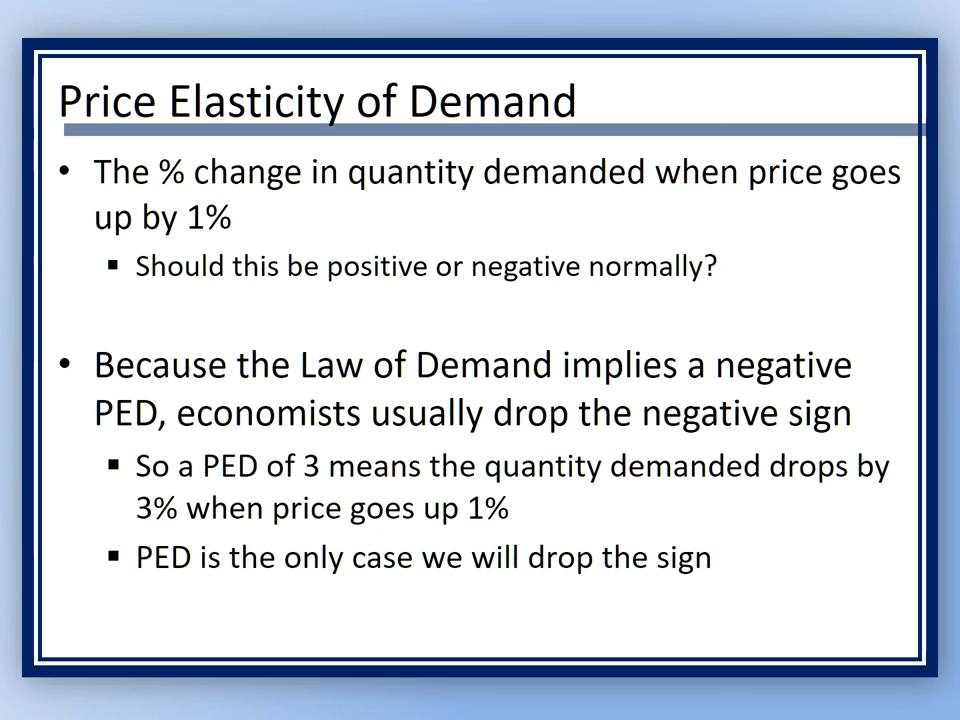 Price Elasticity of Demand
• The % change in quantity demanded when price goes
up by 1%
▪ Should this be positive or negative normally?
• Because the Law of Demand implies a negative
PED, economists usually drop the negative sign
▪ So a PED of 3 means the quantity demanded drops by
3% when price goes up 1%
▪ PED is the only case we will drop the sign